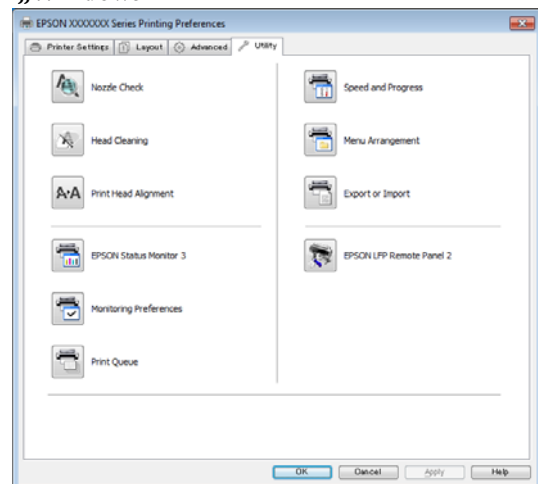 EPSON XXXXXXX Series Printing Preferences
Printer Settings Layout Advanced Utility
Nozzle Check
Speed and Progress
Head Cleaning
Menu Arrangement
A·A Print Head Alignment
Export or Import
EPSON Status Monitor 3
EPSON LFP Remote Panel 2
Monitoring Preferences
Print Queue
OK Cancel Apply Help